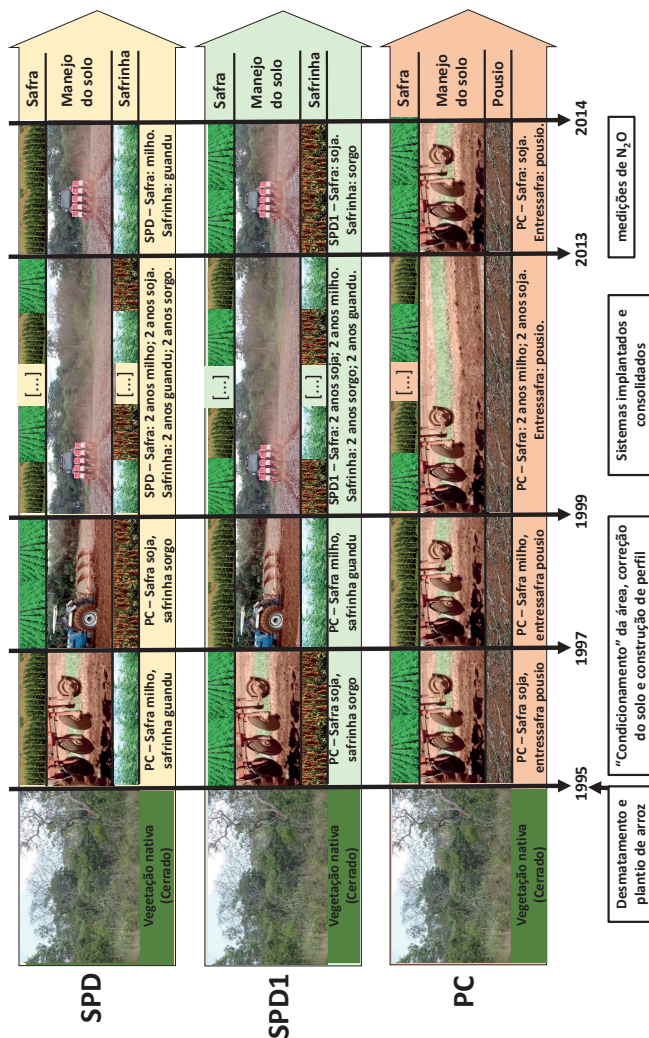 SPD
Vegetação nativa
(Cerrado)
PC – Safra milho,
safrinha guandu
PC – Safra soja,
safrinha sorgo
[...]
[...]
SPD – Safra: 2 anos milho; 2 anos soja;
Safrinha: 2 anos guandu; 2 anos sorgo.
SPD – Safra: milho.
Safrinha: guandu
Safra
Manejo
do solo
Safrinha
SPD1
Vegetação nativa
(Cerrado)
PC – Safra soja,
safrinha sorgo
PC – Safra milho,
safrinha guandu
[...]
[...]
SPD1 – Safra: 2 anos soja; 2 anos milho.
Safrinha: 2 anos sorgo; 2 anos guandu.
SPD1 – Safra: soja.
Safrinha: sorgo
Safra
Manejo
do solo
Safrinha
PC
Vegetação nativa
(Cerrado)
PC – Safra soja,
entressafra pousio
PC – Safra milho,
entressafra pousio
[...]
PC – Safra: 2 anos milho; 2 anos soja.
Entressafra: pousio.
PC – Safra: soja.
Entressafra: pousio.
Safra
Manejo
do solo
Pousio
1995
1997
1999
2013
2014
Desmatamento e
plantio de arroz
“Condicionamento” da área, correção
do solo e construção de perfil
Sistemas implantados e
consolidados
medições de N₂O